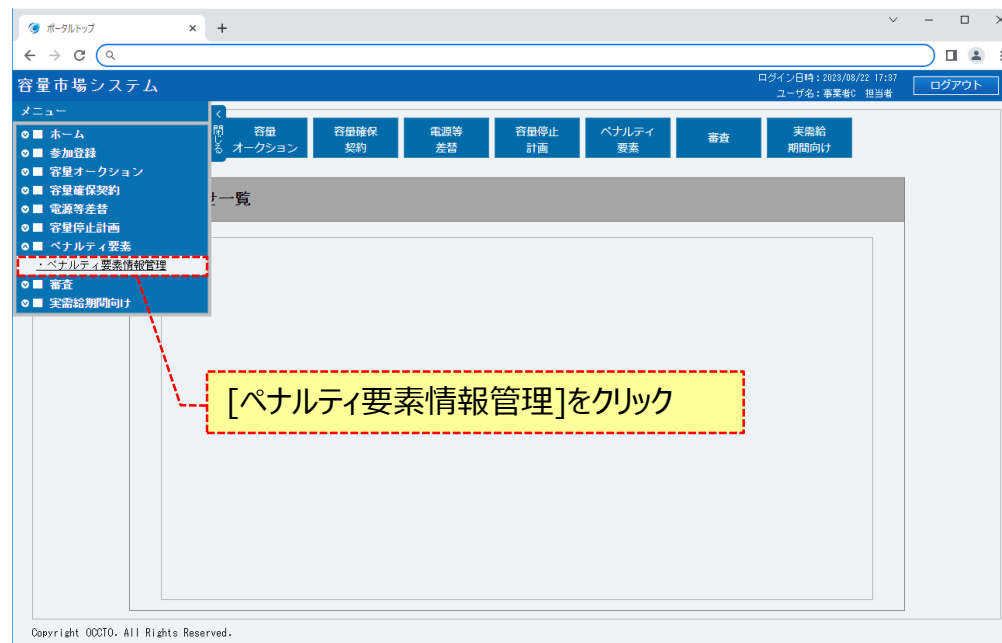 ポータルトップ
容量市場システム
ログイン日時：2023/08/22 17:37
ユーザ名：事業者C 担当者
ログアウト
メニュー
閉じる
ホーム
参加登録
容量オークション
容量確保契約
電源等差替
容量停止計画
ペナルティ要素
・ペナルティ要素情報管理
審査
実需給期間向け
容量
オークション
容量確保
契約
電源等
差替
容量停止
計画
ペナルティ
要素
審査
実需給
期間向け
せ一覧
[ペナルティ要素情報管理]をクリック
Copyright OCCTO. All Rights Reserved.